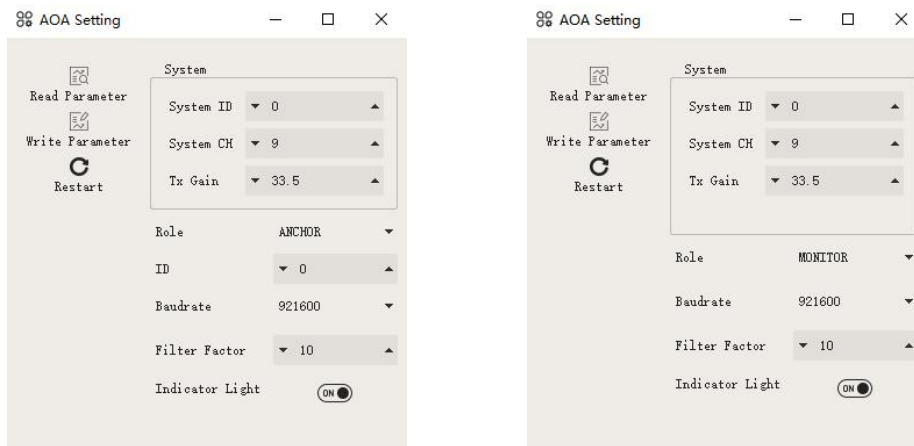 AOA Setting
System
Read Parameter
System ID 0
Write Parameter
System CH 9
Restart
Tx Gain 33.5
Role ANCHOR
ID 0
Baudrate 921600
Filter Factor 10
Indicator Light ON
AOA Setting
System
Read Parameter
System ID 0
Write Parameter
System CH 9
Restart
Tx Gain 33.5
Role MONITOR
Baudrate 921600
Filter Factor 10
Indicator Light ON